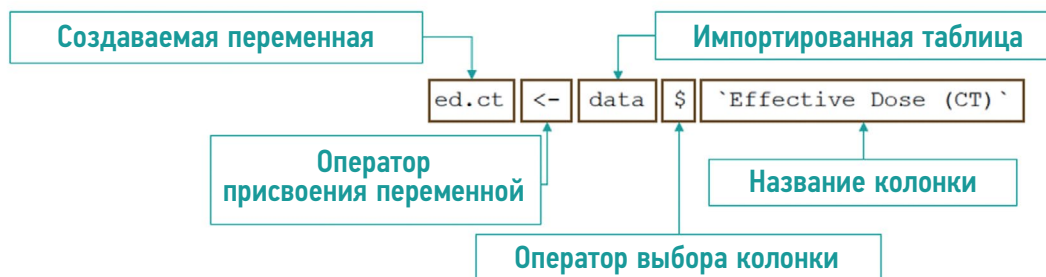 Создаваемая переменная
Импортированная таблица
ed.ct <- data $ `Effective Dose (CT)`
Оператор
присвоения переменной
Название колонки
Оператор выбора колонки